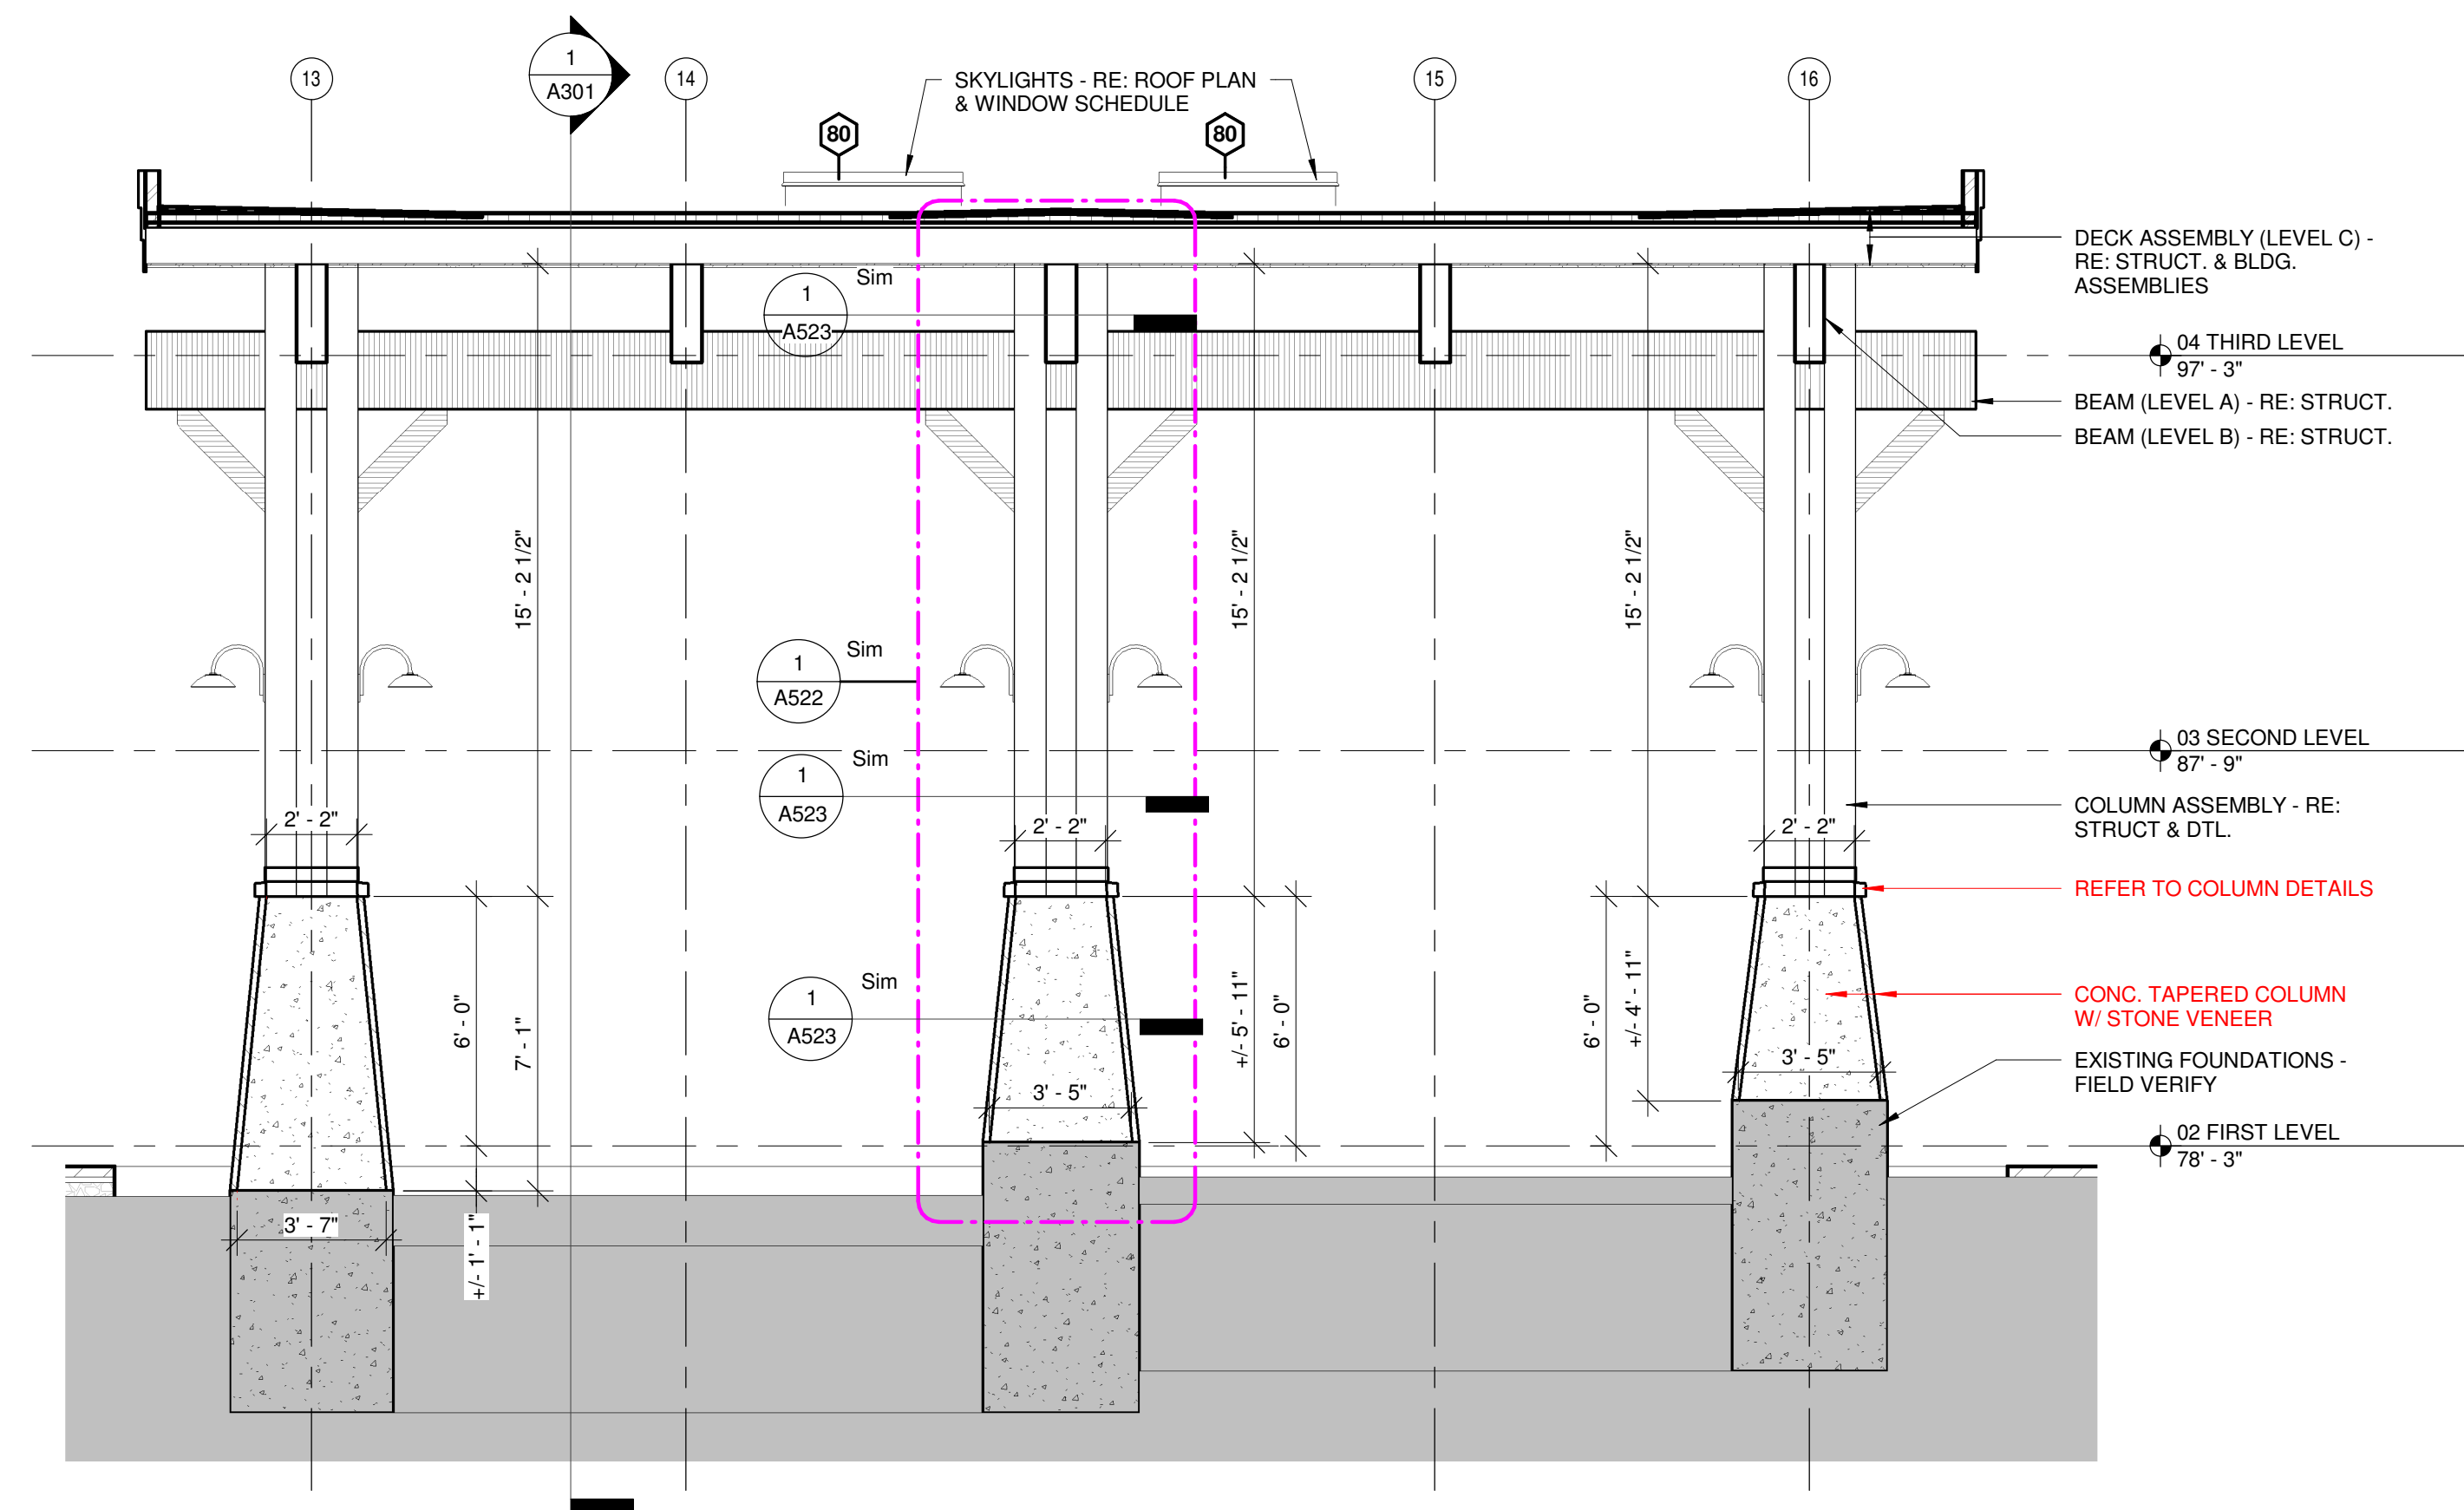 13
1
A301
14
15
16
SKYLIGHTS - RE: ROOF PLAN
& WINDOW SCHEDULE
80
80
DECK ASSEMBLY (LEVEL C) -
RE: STRUCT. & BLDG.
ASSEMBLIES
Sim
1
A523
04 THIRD LEVEL
97' - 3"
BEAM (LEVEL A) - RE: STRUCT.
BEAM (LEVEL B) - RE: STRUCT.
15' - 2 1/2"
15' - 2 1/2"
15' - 2 1/2"
Sim
1
A522
03 SECOND LEVEL
87' - 9"
Sim
1
A523
2' - 2"
2' - 2"
2' - 2"
COLUMN ASSEMBLY - RE:
STRUCT & DTL.
REFER TO COLUMN DETAILS
6' - 0"
7' - 1"
Sim
1
A523
+/- 5' - 11"
6' - 0"
6' - 0"
+/- 4' - 11"
CONC. TAPERED COLUMN
W/ STONE VENEER
3' - 5"
3' - 5"
EXISTING FOUNDATIONS -
FIELD VERIFY
02 FIRST LEVEL
78' - 3"
3' - 7"
+/- 1' - 1"